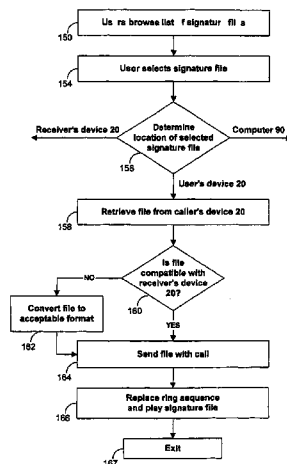 Us rs browse list f signatur fil s
150
User selects signature file
154
Receiver's device 20
Determine
location of selected
signature file
Computer 90
156
User's device 20
Retrieve file from caller's device 20
158
Is file
compatible with
receiver's device
20?
NO
160
Convert file to
acceptable format
162
YES
Send file with call
164
Replace ring sequence
and play signature file
166
Exit
167